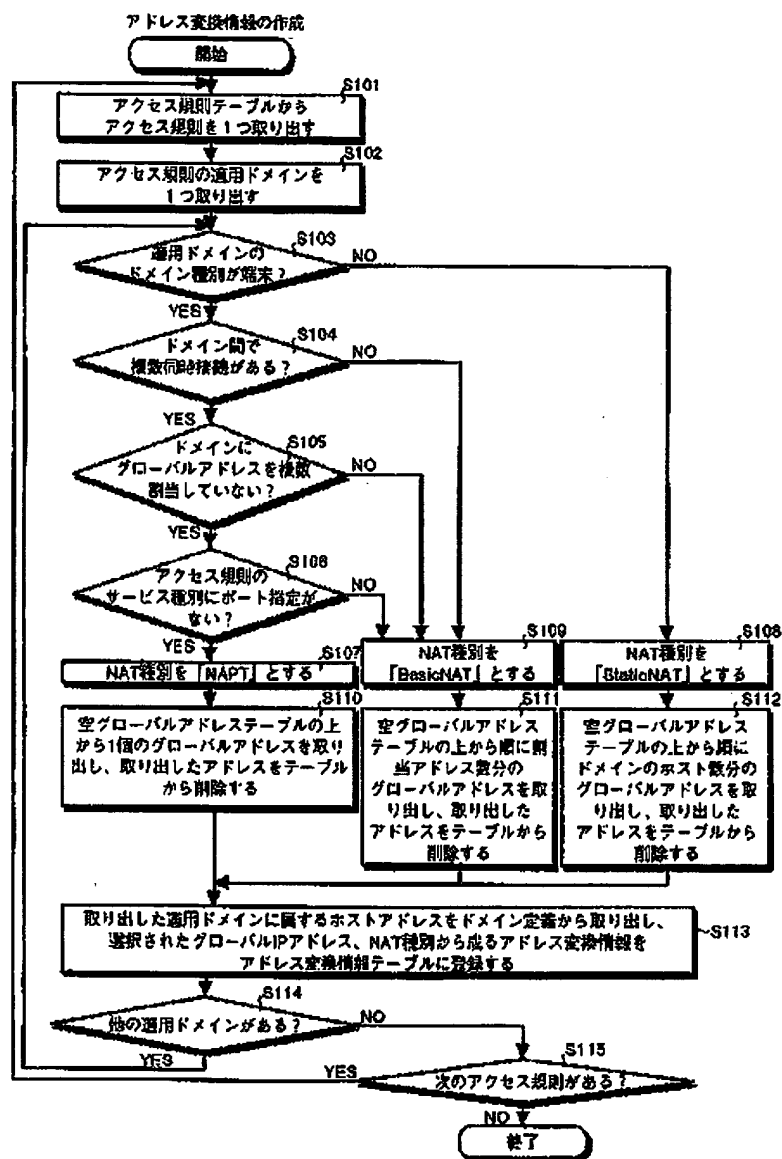 アドレス変換情報の作成
開始
S101
アクセス規則テーブルから
アクセス規則を1つ取り出す
S102
アクセス規則の適用ドメインを
1つ取り出す
S103
適用ドメインの
ドメイン種別が端末？
NO
YES
S104
ドメイン間で
複数同時接続がある？
NO
YES
S105
ドメインに
グローバルアドレスを複数
割当していない？
NO
YES
S106
アクセス規則の
サービス種別にポート指定が
ない？
NO
YES
S107
NAT種別を「NAPT」とする
S109
NAT種別を
「BasicNAT」とする
S108
NAT種別を
「StaticNAT」とする
S110
空グローバルアドレステーブルの上
から1個のグローバルアドレスを取り
出し、取り出したアドレスをテーブル
から削除する
S111
空グローバルアドレス
テーブルの上から順に割
当アドレス数分の
グローバルアドレスを取
り出し、取り出した
アドレスをテーブルから
削除する
S112
空グローバルアドレス
テーブルの上から順に
ドメインのホスト数分の
グローバルアドレスを取
り出し、取り出した
アドレスをテーブルから
削除する
取り出した適用ドメインに属するホストアドレスをドメイン定義から取り出し、
選択されたグローバルIPアドレス、NAT種別から成るアドレス変換情報を
アドレス変換情報テーブルに登録する
S113
S114
他の適用ドメインがある？
NO
YES
S115
次のアクセス規則がある？
YES
NO
終了